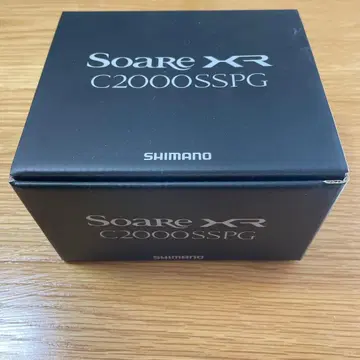 Soare XR
C2000SSPG
SHIMANO
Soare XR
C2000SSPG
SHIMANO